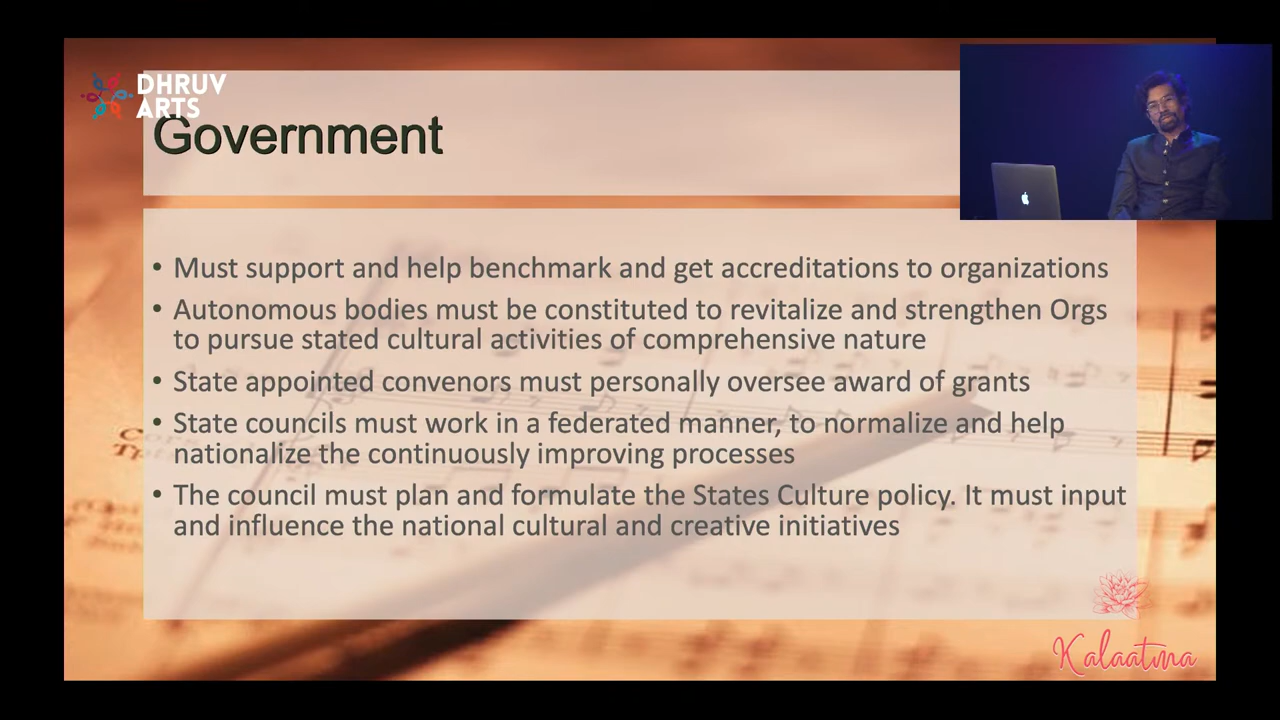 DHRUV
ARTS
Government
• Must support and help benchmark and get accreditations to organizations
• Autonomous bodies must be constituted to revitalize and strengthen Orgs
to pursue stated cultural activities of comprehensive nature
• State appointed convenors must personally oversee award of grants
• State councils must work in a federated manner, to normalize and help
nationalize the continuously improving processes
• The council must plan and formulate the States Culture policy. It must input
and influence the national cultural and creative initiatives
Kalaatma